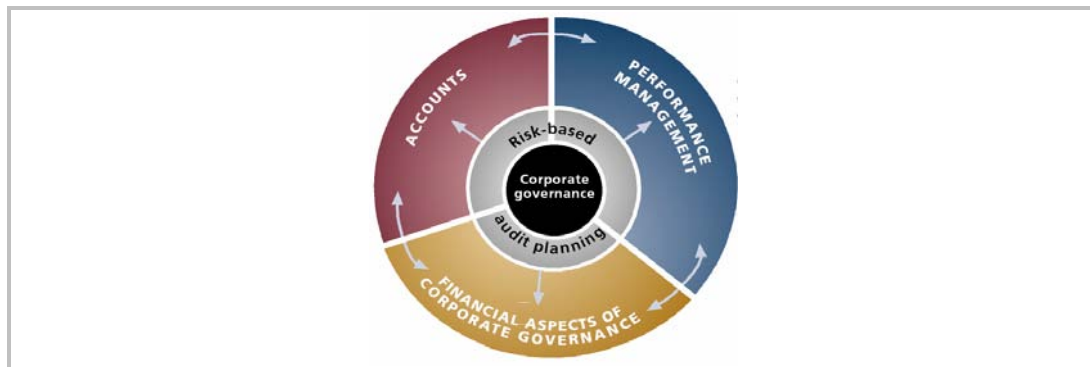 ACCOUNTS
PERFORMANCE
MANAGEMENT
Risk-based
Corporate
governance
audit planning
FINANCIAL ASPECTS OF
CORPORATE GOVERNANCE